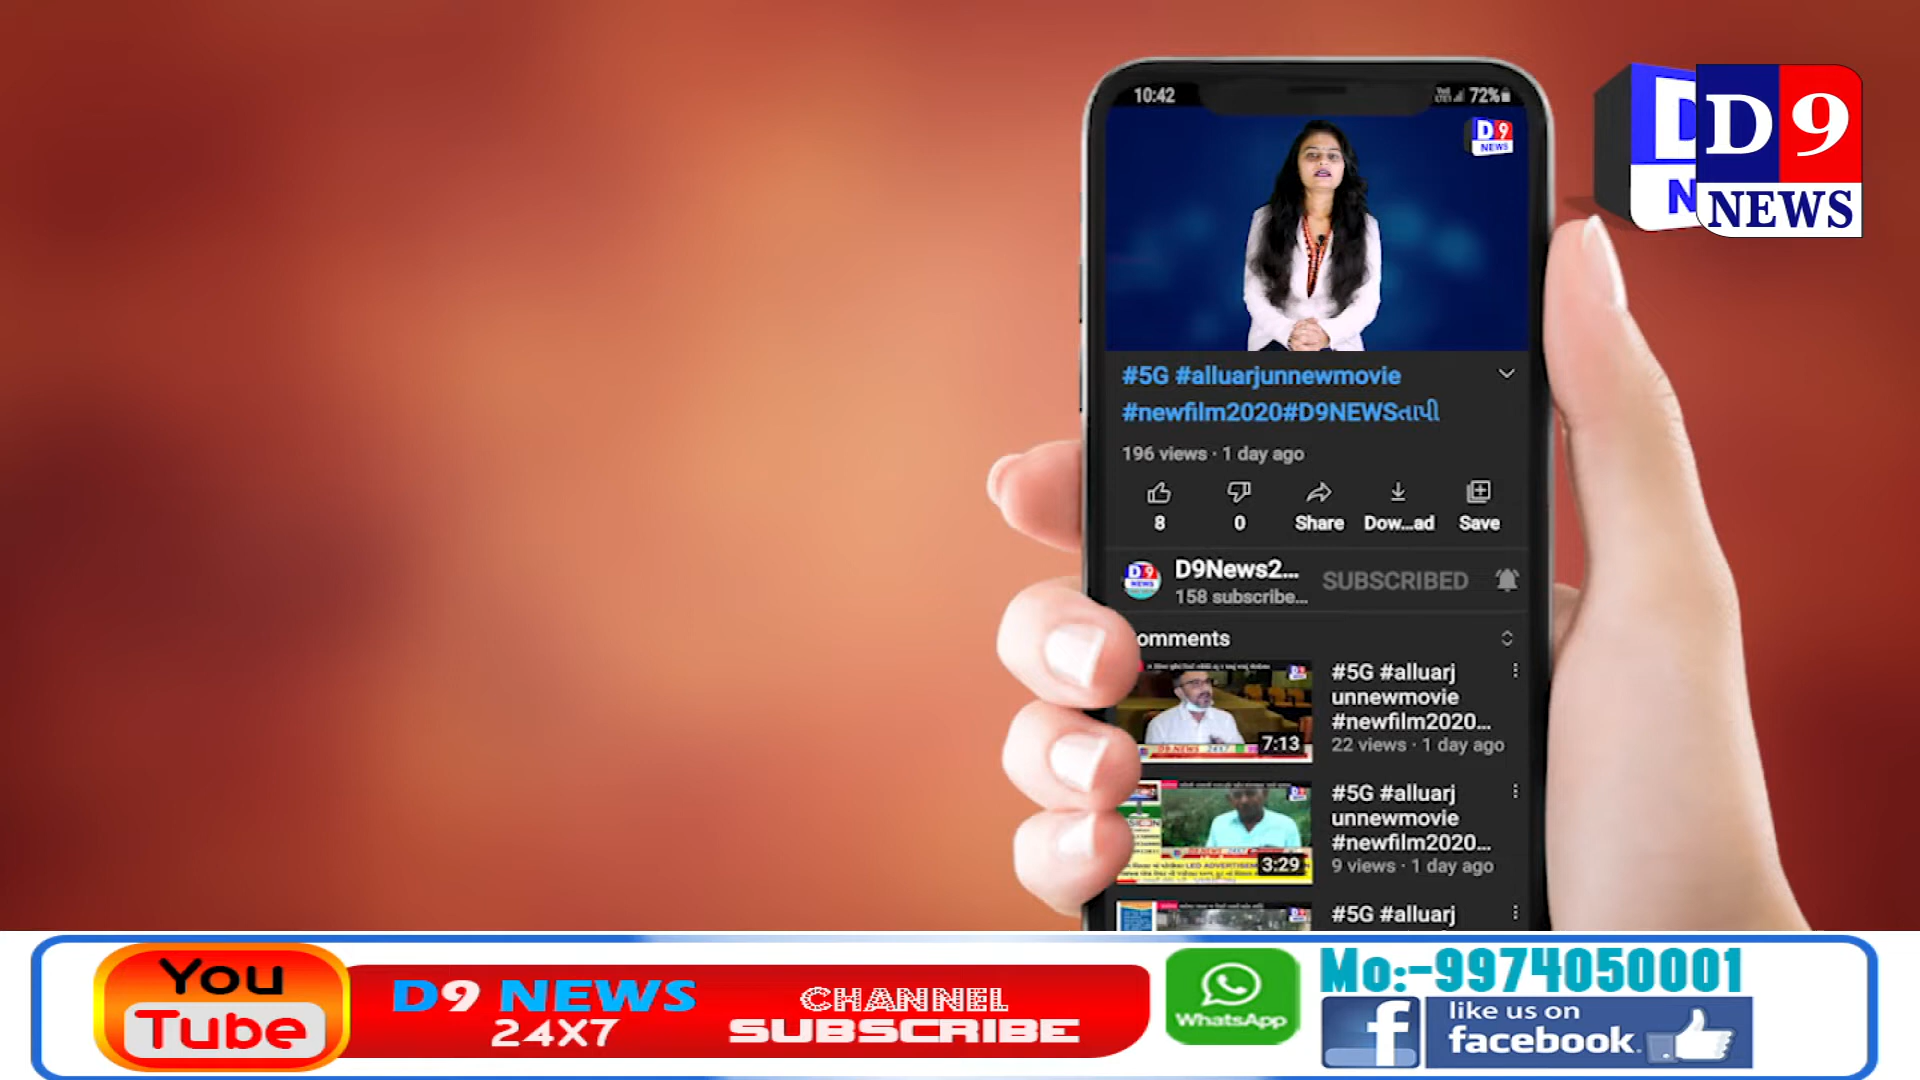 10:42
72%
D 9
NEWS
D 9
NEWS
#5G #alluarjunnewmovie
#newfilm2020#D9NEWSતાપી
196 views · 1 day ago
8
0
Share
Dow...ad
Save
D9News2...
158 subscribe...
SUBSCRIBED
omments
7:13
#5G #alluarj
unnewmovie
#newfilm2020...
22 views · 1 day ago
3:29
#5G #alluarj
unnewmovie
#newfilm2020...
9 views · 1 day ago
#5G #alluarj
You
Tube
D9 NEWS
24X7
CHANNEL
SUBSCRIBE
WhatsApp
Mo:-9974050001
like us on
facebook.